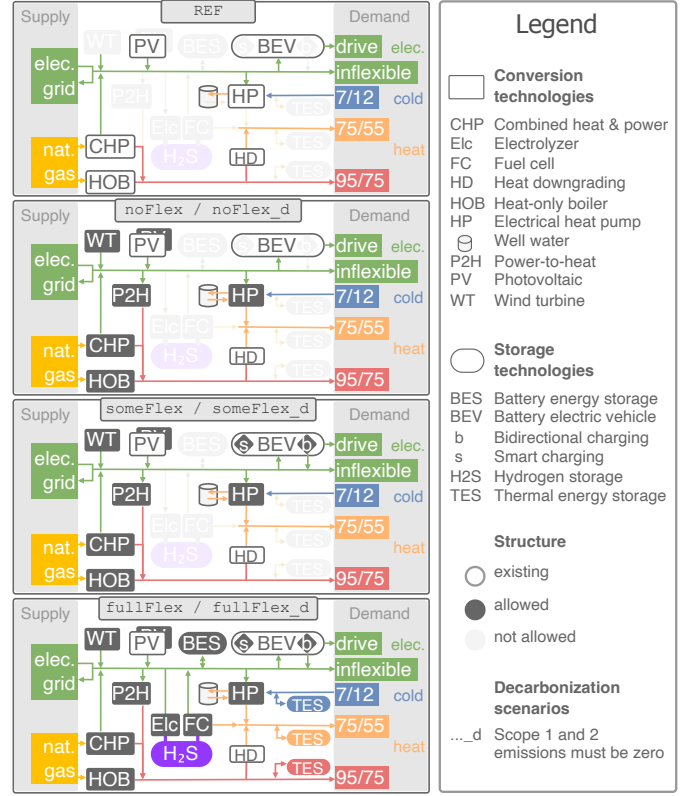 REF
Supply
Demand
WT
PV
BES
s BEV b
drive elec.
elec.
grid
inflexible
P2H
HP
7/12 cold
TES
Elc FC
TES
75/55
nat.
gas
CHP
H2S
heat
HD
TES
HOB
95/75
noFlex / noFlex_d
Supply
Demand
WT
PV
PV
BES
s BEV b
drive elec.
elec.
grid
inflexible
P2H
HP
7/12 cold
TES
Elc FC
TES
75/55
nat.
gas
CHP
H2S
heat
HD
TES
HOB
95/75
someFlex / someFlex_d
Supply
Demand
WT
PV
PV
BES
s BEV b
drive elec.
elec.
grid
inflexible
P2H
HP
7/12 cold
TES
Elc FC
TES
75/55
nat.
gas
CHP
H2S
heat
HD
TES
HOB
95/75
fullFlex / fullFlex_d
Supply
Demand
WT
PV
PV
BES
s BEV b
drive elec.
elec.
grid
inflexible
P2H
HP
7/12 cold
TES
Elc FC
TES
75/55
nat.
gas
CHP
H2S
heat
HD
TES
HOB
95/75
Legend
Conversion
technologies
CHP Combined heat & power
Elc Electrolyzer
FC Fuel cell
HD Heat downgrading
HOB Heat-only boiler
HP Electrical heat pump
Well water
P2H Power-to-heat
PV Photovoltaic
WT Wind turbine
Storage
technologies
BES Battery energy storage
BEV Battery electric vehicle
b Bidirectional charging
s Smart charging
H2S Hydrogen storage
TES Thermal energy storage
Structure
existing
allowed
not allowed
Decarbonization
scenarios
..._d Scope 1 and 2
emissions must be zero